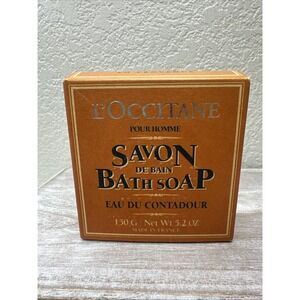 L'OCCITANE
POUR HOMME
SAVON
DE BAIN
BATH SOAP
EAU DU CONTADOUR
150 G - NET WT 5.2 OZ
MADE IN FRANCE